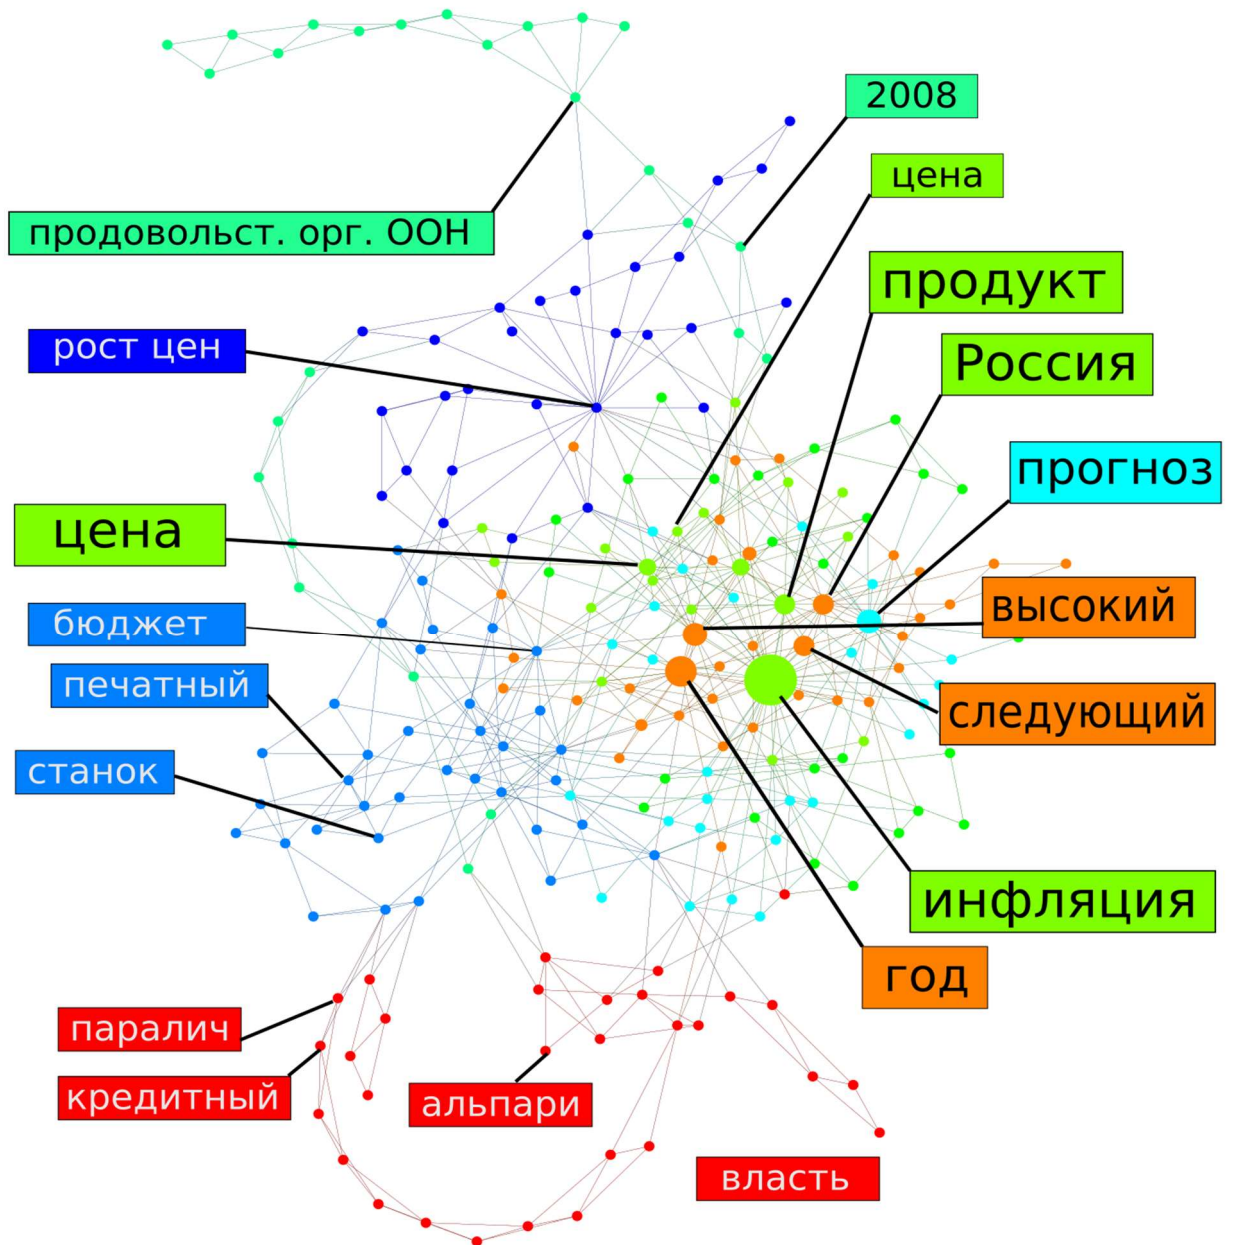 2008
цена
продовольст. орг. ООН
продукт
рост цен
Россия
прогноз
цена
высокий
бюджет
печатный
следующий
станок
инфляция
год
паралич
кредитный
альпари
власть